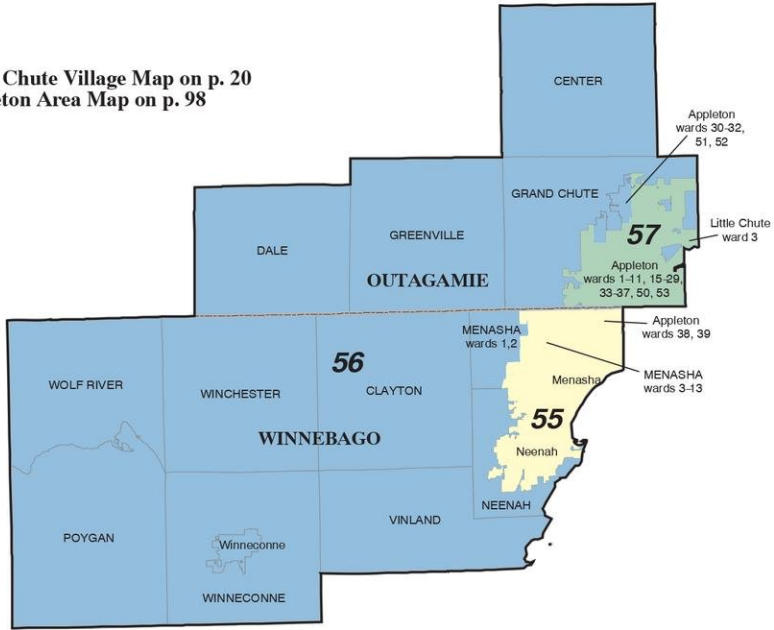 Chute Village Map on p. 20
eton Area Map on p. 98
CENTER
Appleton
wards 30-32,
51, 52
GRAND CHUTE
Little Chute
ward 3
57
GREENVILLE
DALE
Appleton
wards 1-11, 15-29,
33-37, 50, 53
OUTAGAMIE
MENASHA
wards 1,2
Appleton
wards 38, 39
56
WOLF RIVER
WINCHESTER
CLAYTON
Menasha
MENASHA
wards 3-13
55
WINNEBAGO
Neenah
NEENAH
VINLAND
POYGAN
Winneconne
WINNECONNE